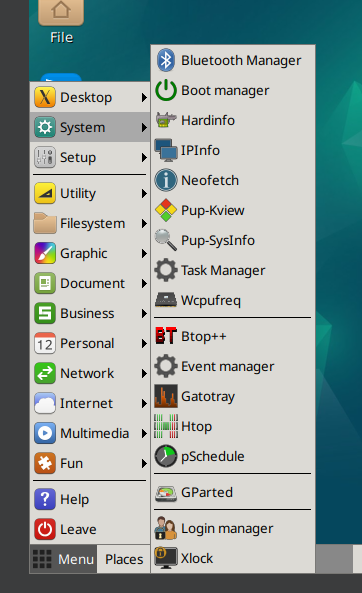 File
Desktop
System
Setup
Utility
Filesystem
Graphic
Document
Business
Personal
12
Network
Internet
Multimedia
Fun
Help
Leave
Menu
Places
Bluetooth Manager
Boot manager
Hardinfo
IPInfo
Neofetch
Pup-Kview
Pup-SysInfo
Task Manager
Wcpufreq
BT
Btop++
Event manager
Gatotray
Htop
pSchedule
GParted
Login manager
Xlock